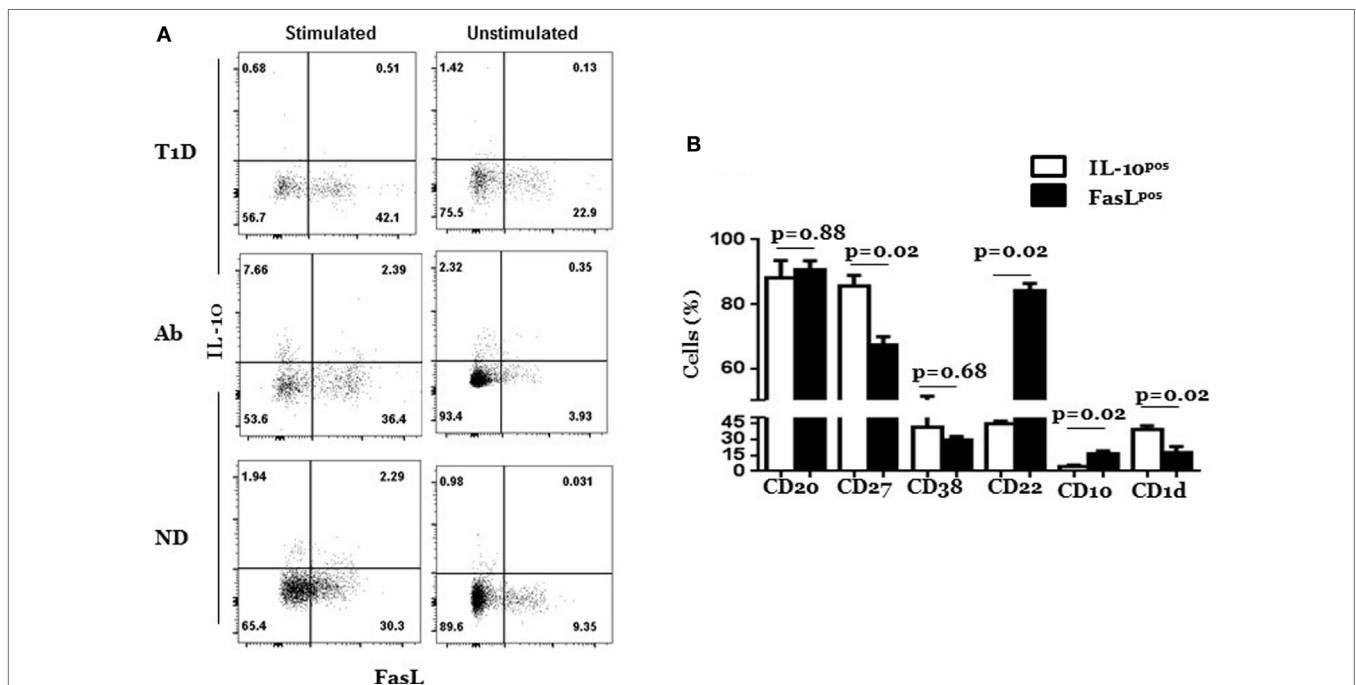 A
Stimulated Unstimulated
0.68 0.51 1.42 0.13
T1D
56.7 42.1 75.5 22.9
7.66 2.39 2.32 0.35
Ab
IL-10
53.6 36.4 93.4 3.93
1.94 2.29 0.98 0.031
ND
65.4 30.3 89.6 9.35
FasL
B
IL-10pos
FasLpos
p=0.88 p=0.02 p=0.68 p=0.02 p=0.02 p=0.02
Cells (%)
100
80
60
45
30
15
0
CD20 CD27 CD38 CD22 CD10 CD1d